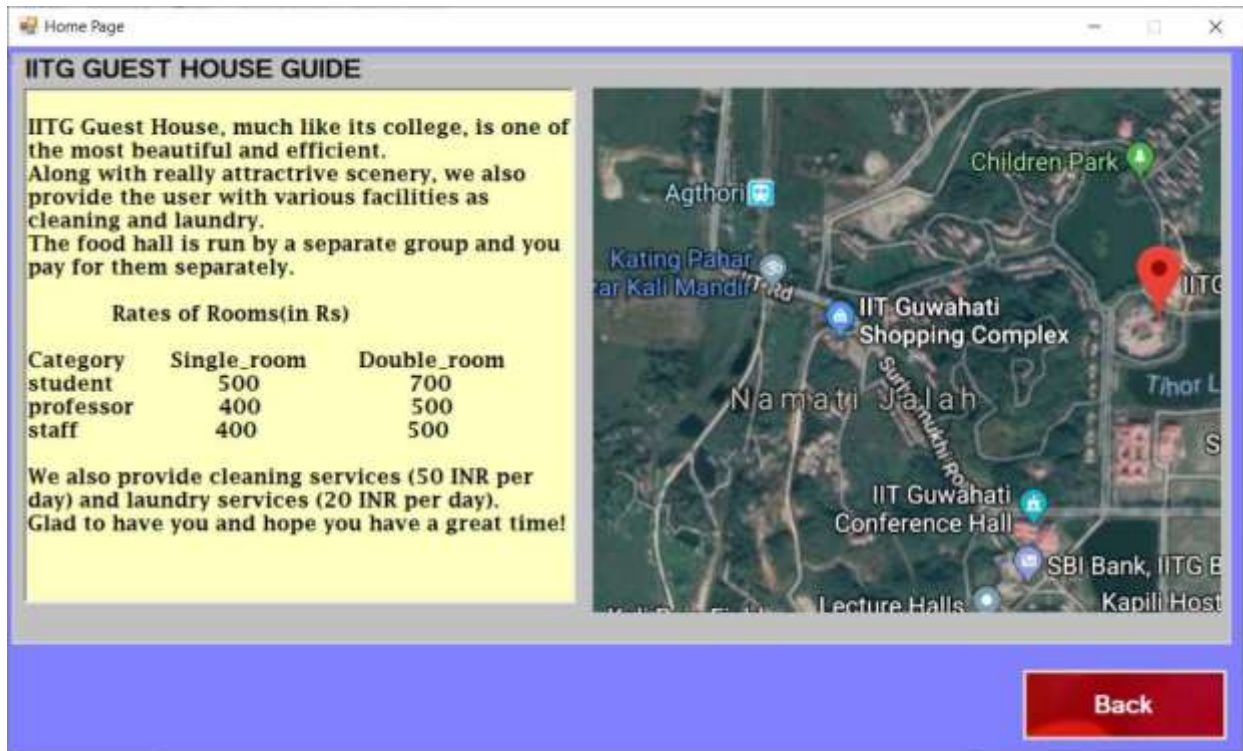 Home Page
IITG GUEST HOUSE GUIDE
IITG Guest House, much like its college, is one of
the most beautiful and efficient.
Along with really attractrive scenery, we also
provide the user with various facilities as
cleaning and laundry.
The food hall is run by a separate group and you
pay for them separately.
Rates of Rooms(in Rs)
Category Single_room Double_room
student 500 700
professor 400 500
staff 400 500
We also provide cleaning services (50 INR per
day) and laundry services (20 INR per day).
Glad to have you and hope you have a great time!
Children Park
Agthori
Kating Pahar
ar Kali Mandir
IIT Rd
IITG
IIT Guwahati
Shopping Complex
Namati Jalah
Tihor L
S
IIT Guwahati
Conference Hall
SBI Bank, IITG B
Lecture Halls
Kapili Host
Back